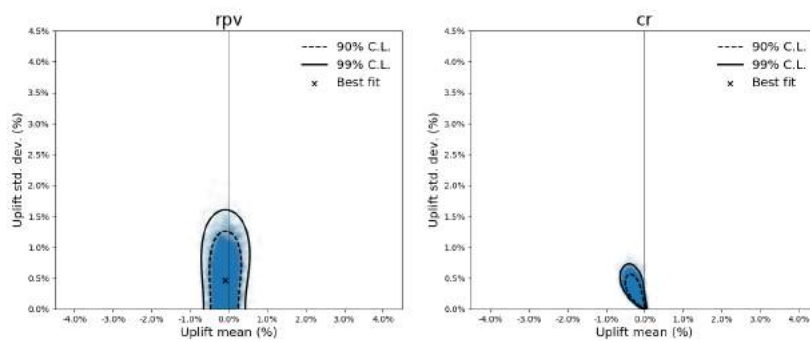 rpv
4.5%
4.0%
3.5%
3.0%
2.5%
2.0%
1.5%
1.0%
0.5%
0.0%
Uplift std. dev. (%)
90% C.L.
99% C.L.
Best fit
-4.0% -3.0% -2.0% -1.0% 0.0% 1.0% 2.0% 3.0% 4.0%
Uplift mean (%)
cr
4.5%
4.0%
3.5%
3.0%
2.5%
2.0%
1.5%
1.0%
0.5%
0.0%
Uplift std. dev. (%)
90% C.L.
99% C.L.
Best fit
-4.0% -3.0% -2.0% -1.0% 0.0% 1.0% 2.0% 3.0% 4.0%
Uplift mean (%)